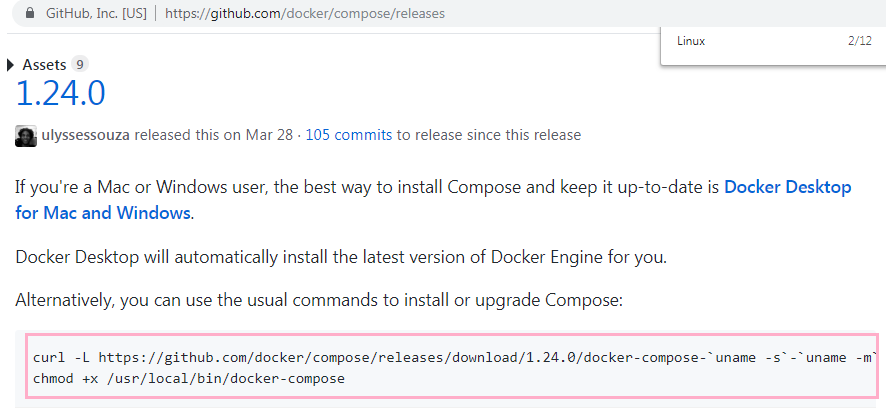 GitHub, Inc. [US] | https://github.com/docker/compose/releases
Linux 2/12
Assets 9
1.24.0
ulyssessouza released this on Mar 28 · 105 commits to release since this release
If you're a Mac or Windows user, the best way to install Compose and keep it up-to-date is Docker Desktop
for Mac and Windows.
Docker Desktop will automatically install the latest version of Docker Engine for you.
Alternatively, you can use the usual commands to install or upgrade Compose:
curl -L https://github.com/docker/compose/releases/download/1.24.0/docker-compose-`uname -s`-`uname -m`
chmod +x /usr/local/bin/docker-compose